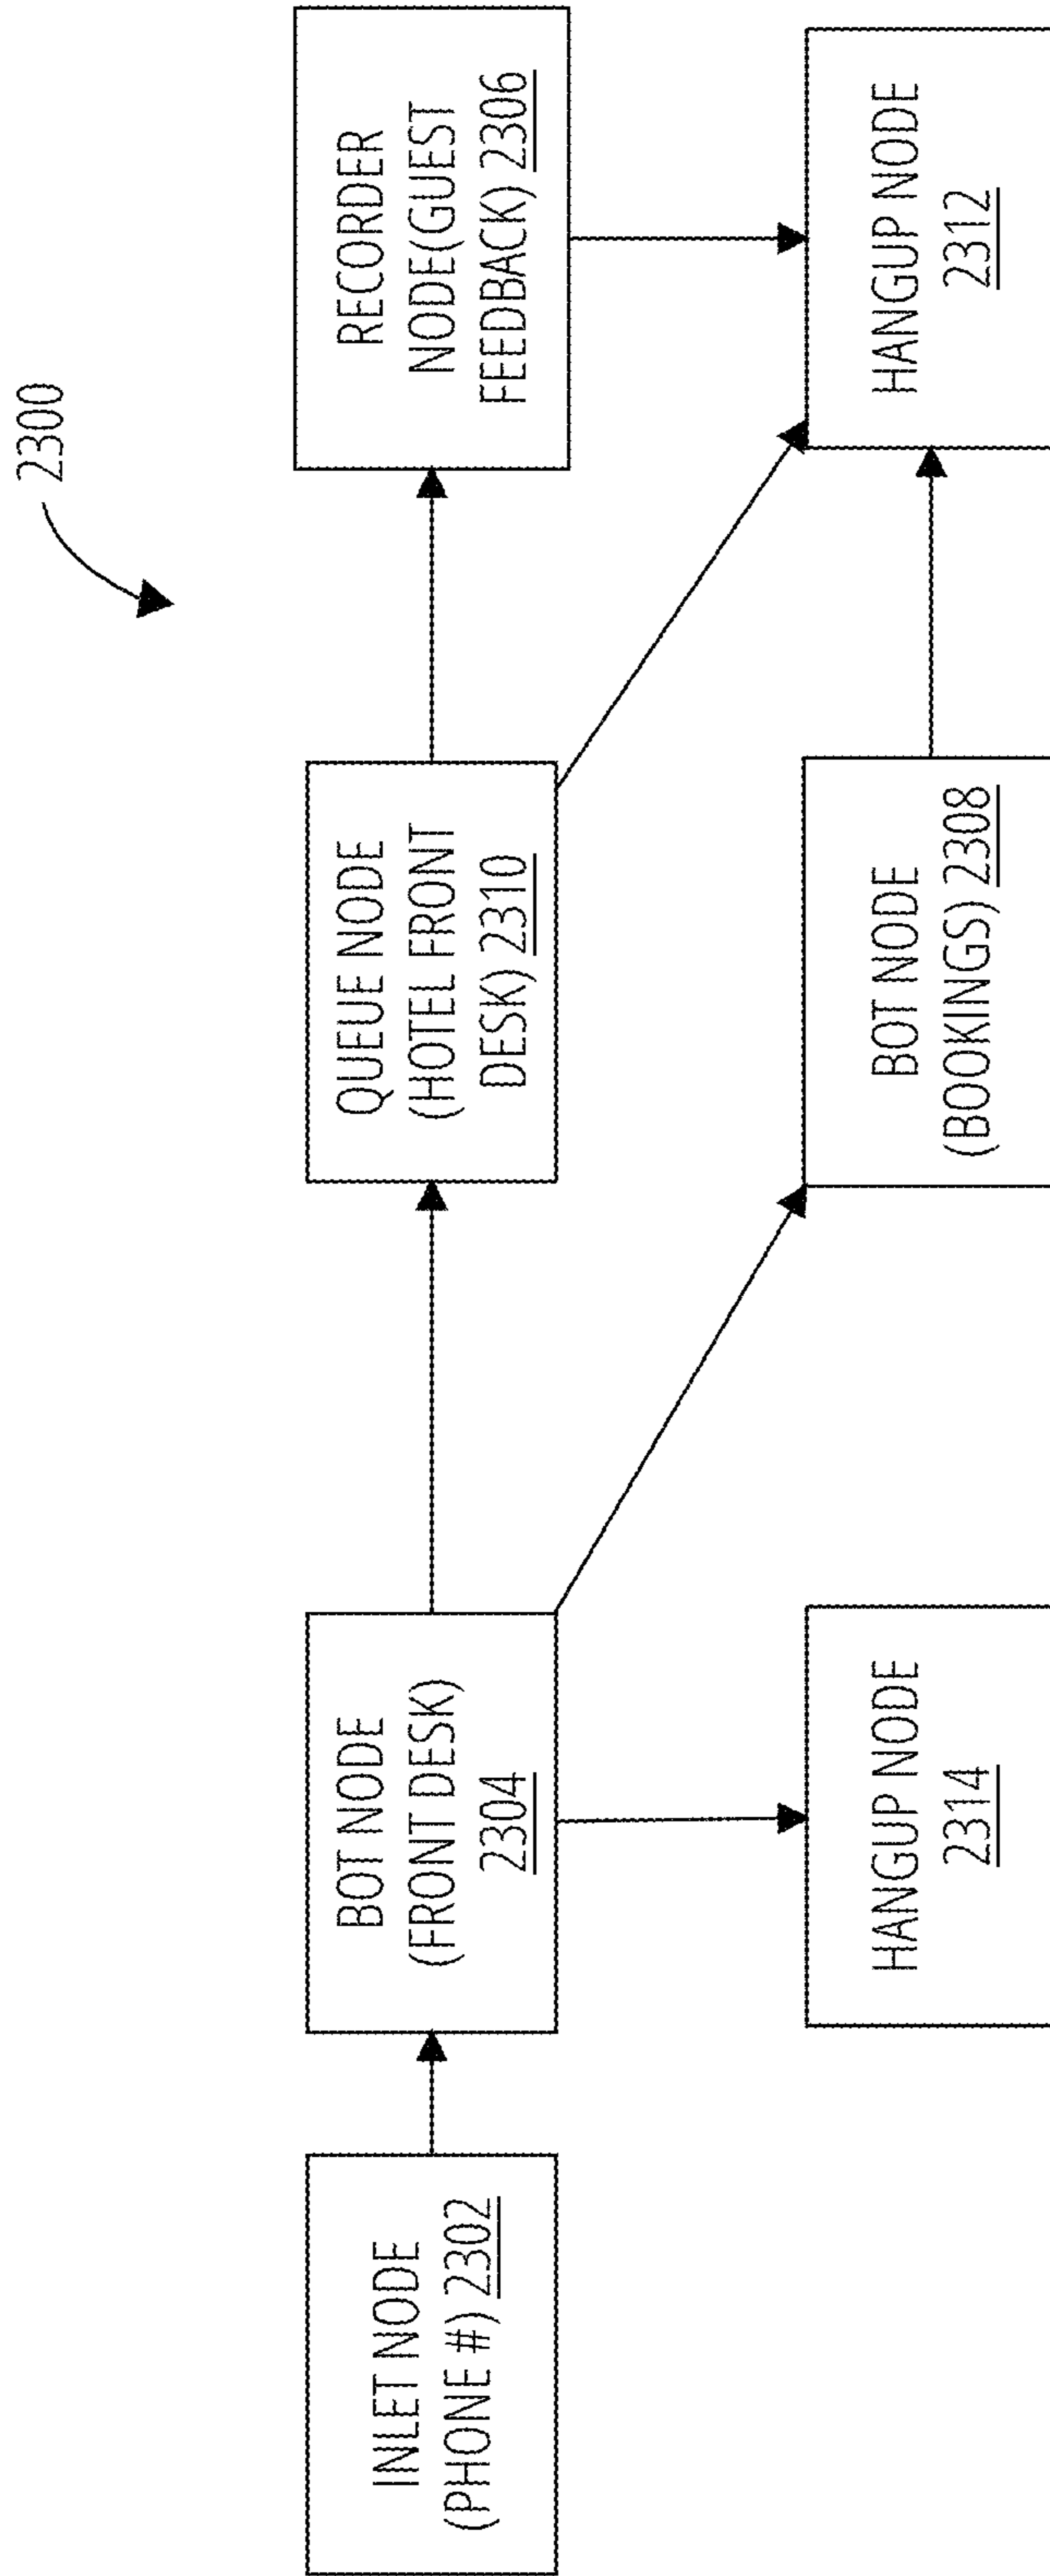 2300
INLET NODE
(PHONE #) 2302
BOT NODE
(FRONT DESK)
2304
QUEUE NODE
(HOTEL FRONT
DESK) 2310
RECORDER
NODE(GUEST
FEEDBACK) 2306
HANGUP NODE
2314
BOT NODE
(BOOKINGS) 2308
HANGUP NODE
2312